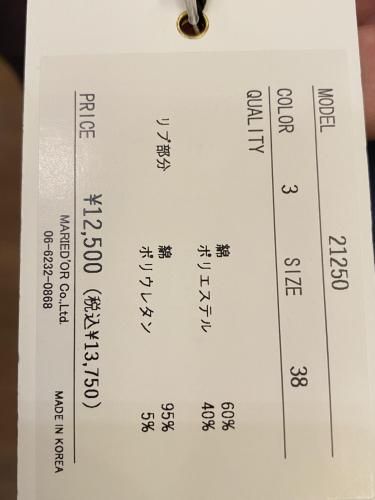 MODEL 21250
COLOR 3 SIZE 38
QUALITY
綿 60%
ポリエステル 40%
リブ部分 綿 95%
ポリウレタン 5%
PRICE ¥12,500 (税込¥13,750)
MARIED'OR Co.,Ltd.
06-6232-0868 MADE IN KOREA